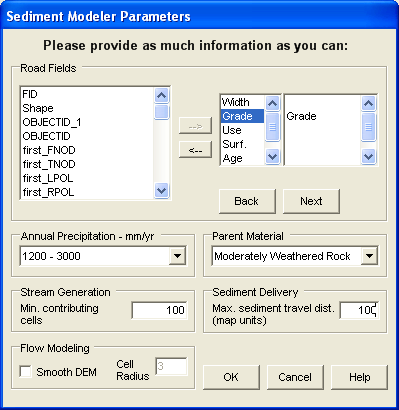 Sediment Modeler Parameters
Please provide as much information as you can:
Road Fields
FID
Shape
OBJECTID_1
OBJECTID
first_FNOD
first_TNOD
first_LPOL
first_RPOL
-->
<--
Width
Grade
Use
Surf.
Age
Grade
Back
Next
Annual Precipitation - mm/yr
1200 - 3000
Parent Material
Moderately Weathered Rock
Stream Generation
Min. contributing
cells
100
Sediment Delivery
Max. sediment travel dist.
(map units)
100
Flow Modeling
Smooth DEM
Cell
Radius
3
OK
Cancel
Help